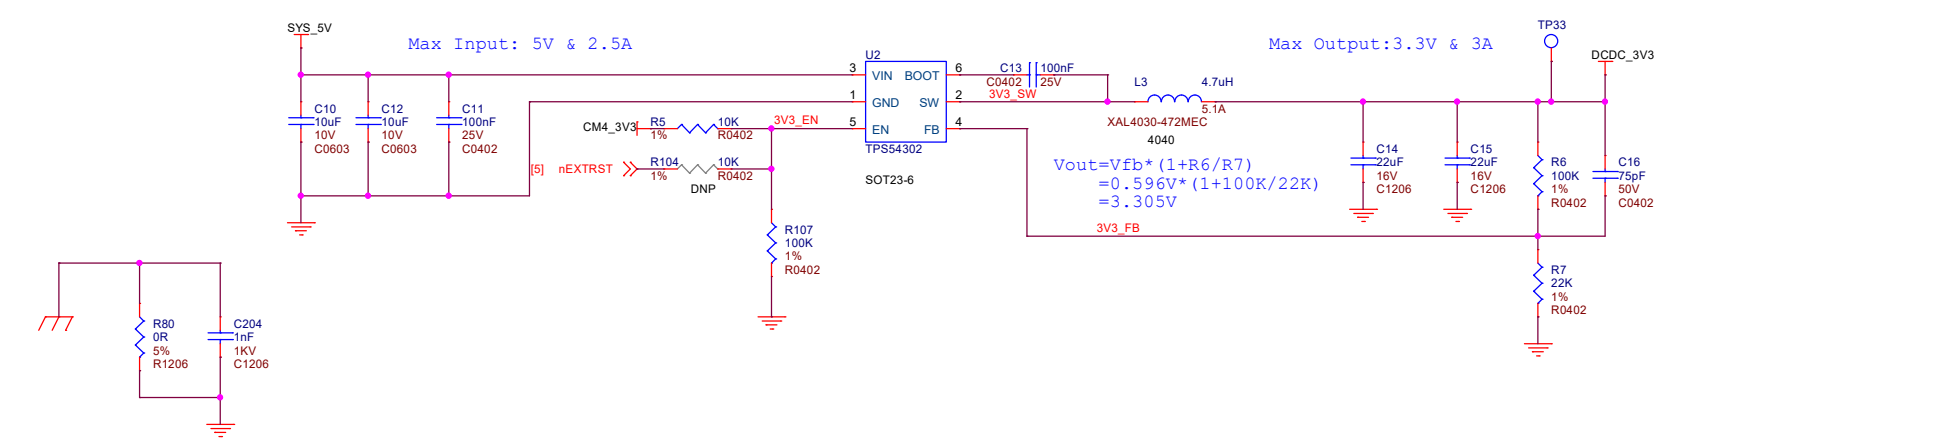 SYS_5V
Max Input: 5V & 2.5A
C10
10uF
10V
C0603
C12
10uF
10V
C0603
C11
100nF
25V
C0402
U2
3 VIN BOOT 6
1 GND SW 2
5 EN FB 4
TPS54302
SOT23-6
CM4_3V3
R5 10K
1% R0402
3V3_EN
[5] nEXTRST
R104 10K
1% R0402
DNP
R107
100K
1%
R0402
C13 100nF
C0402 25V
3V3_SW
L3 4.7uH
5.1A
XAL4030-472MEC
4040
Max Output:3.3V & 3A
TP33
DCDC_3V3
Vout=Vfb*(1+R6/R7)
=0.596V*(1+100K/22K)
=3.305V
3V3_FB
C14
22uF
16V
C1206
C15
22uF
16V
C1206
R6
100K
1%
R0402
C16
75pF
50V
C0402
R7
22K
1%
R0402
R80
0R
5%
R1206
C204
1nF
1KV
C1206